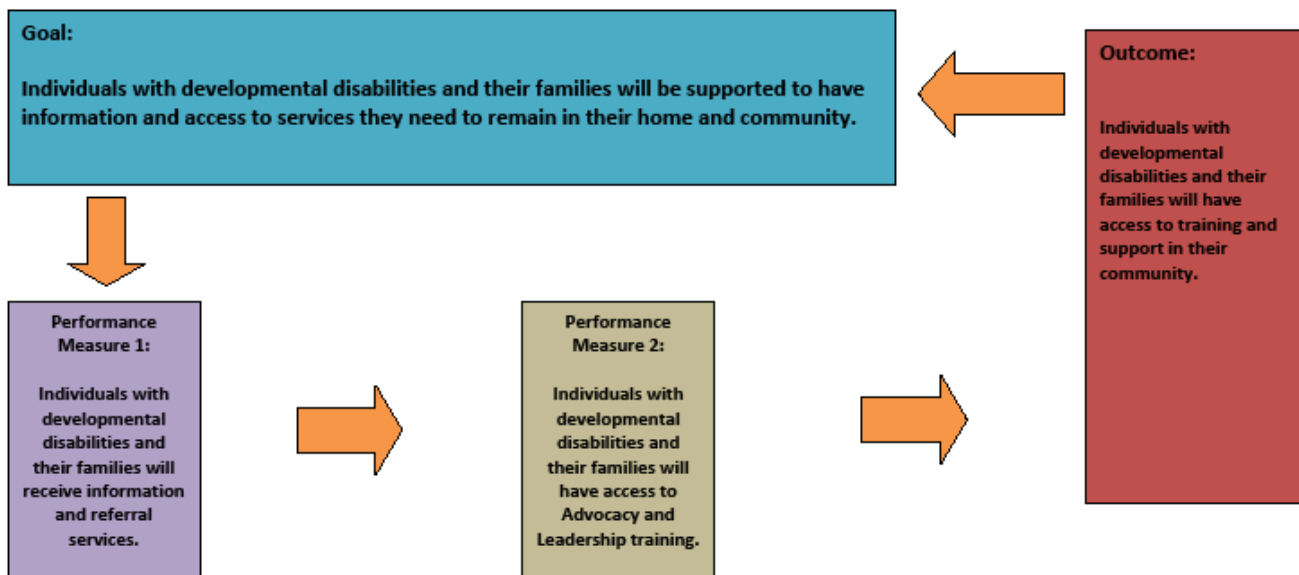 Goal:
Individuals with developmental disabilities and their families will be supported to have
information and access to services they need to remain in their home and community.
Outcome:
Individuals with
developmental
disabilities and their
families will have
access to training and
support in their
community.
Performance
Measure 1:
Individuals with
developmental
disabilities and
their families will
receive information
and referral
services.
Performance
Measure 2:
Individuals with
developmental
disabilities and
their families will
have access to
Advocacy and
Leadership training.